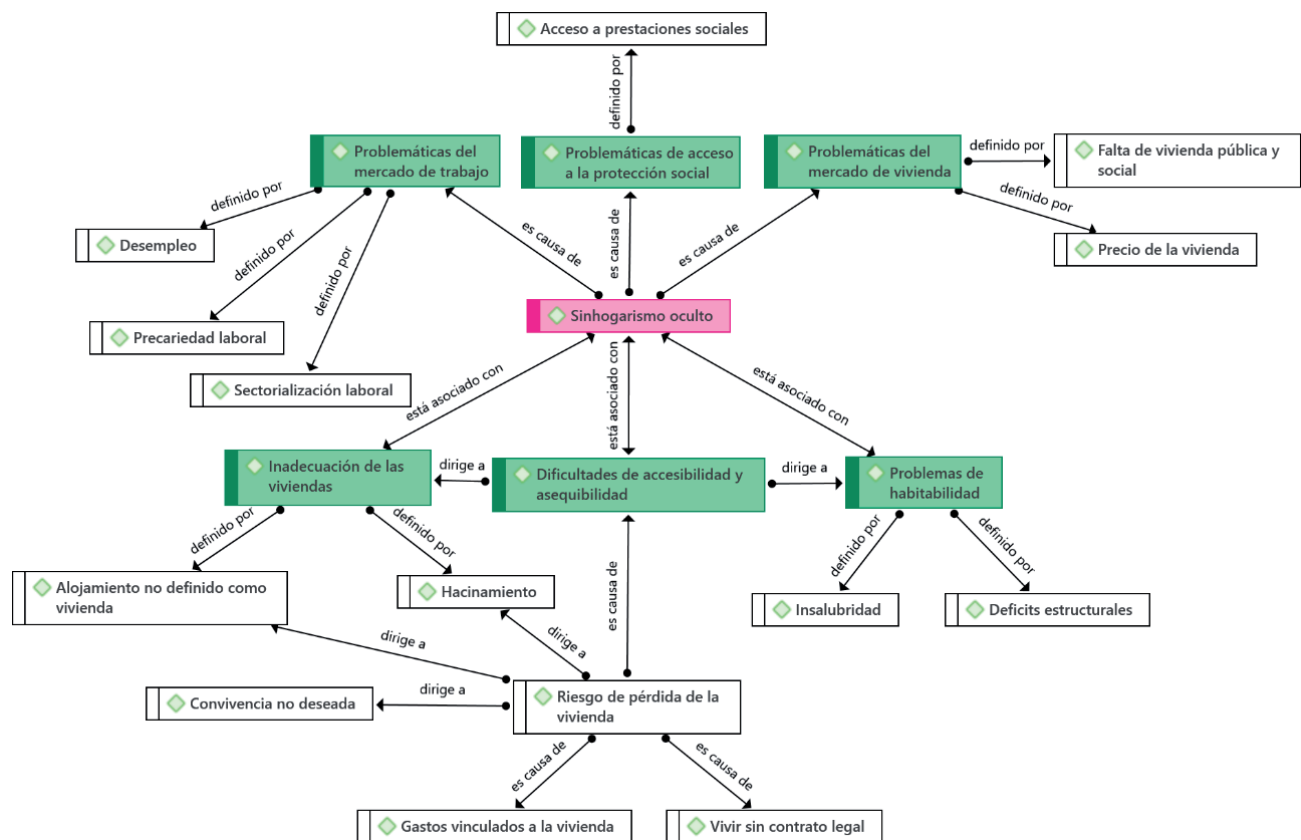 Acceso a prestaciones sociales
definido por
Problemáticas del
mercado de trabajo
Problemáticas de acceso
a la protección social
Problemáticas del
mercado de vivienda
definido por
Falta de vivienda pública y
social
definido por
definido por
Desempleo
definido por
definido por
es causa de
es causa de
es causa de
Precio de la vivienda
Precariedad laboral
Sinhogarismo oculto
Sectorialización laboral
está asociado con
está asociado con
está asociado con
Inadecuación de las
viviendas
dirige a
Dificultades de accesibilidad y
asequibilidad
dirige a
Problemas de
habitabilidad
definido por
definido por
definido por
definido por
Alojamiento no definido como
vivienda
Hacinamiento
es causa de
Insalubridad
Deficits estructurales
dirige a
dirige a
Convivencia no deseada
dirige a
Riesgo de pérdida de la
vivienda
es causa de
es causa de
Gastos vinculados a la vivienda
Vivir sin contrato legal